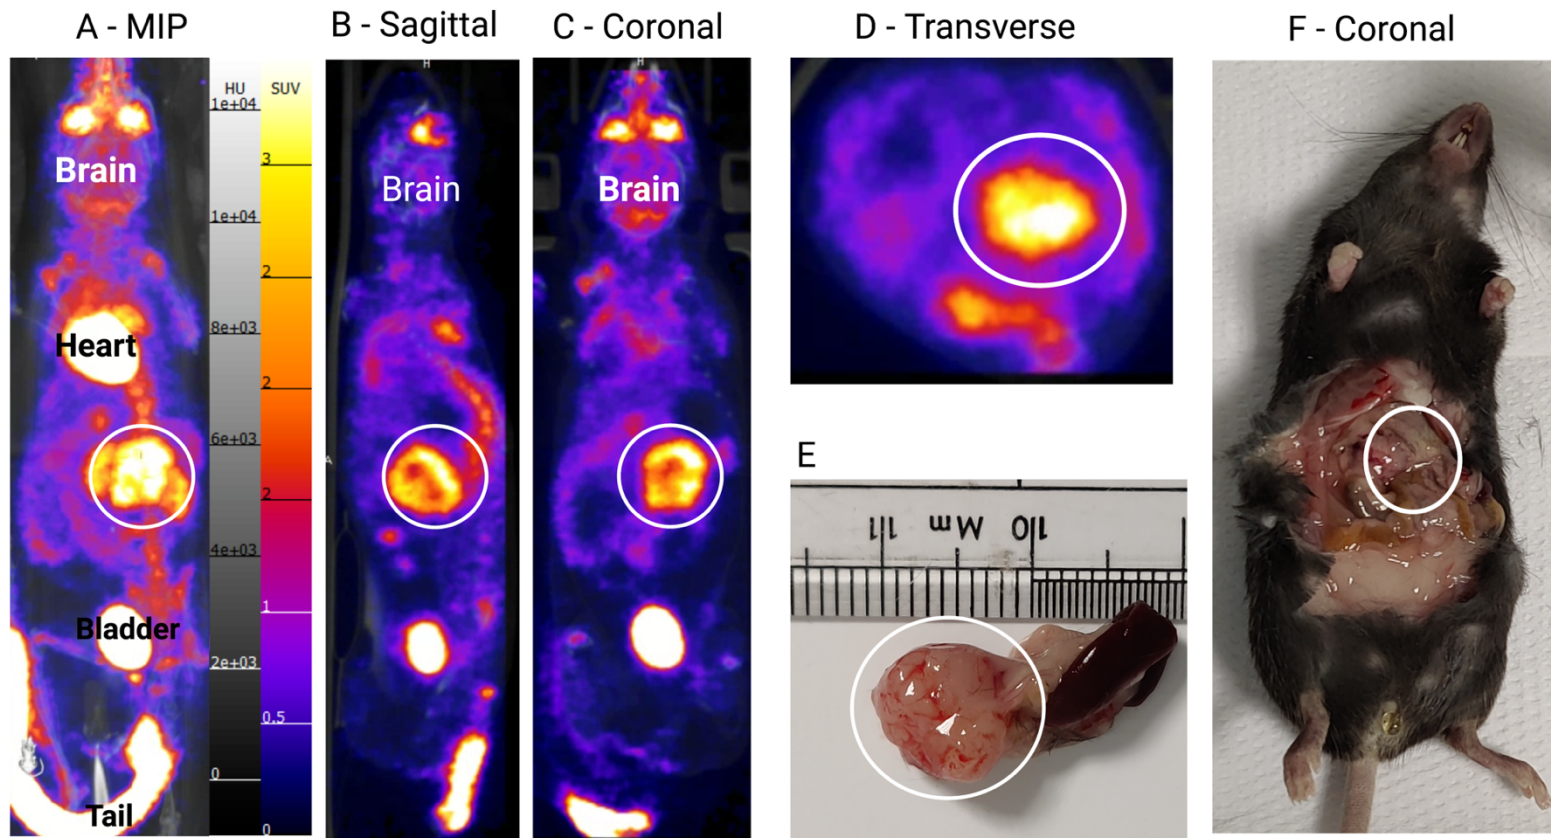 A - MIP
B - Sagittal
C - Coronal
D - Transverse
F - Coronal
HU
SUV
1e+04
3
1e+04
2
8e+03
2
6e+03
2
4e+03
1
2e+03
0.5
0
0
Brain
Heart
Bladder
Tail
H
Brain
A
H
Brain
E
11 Mm 10